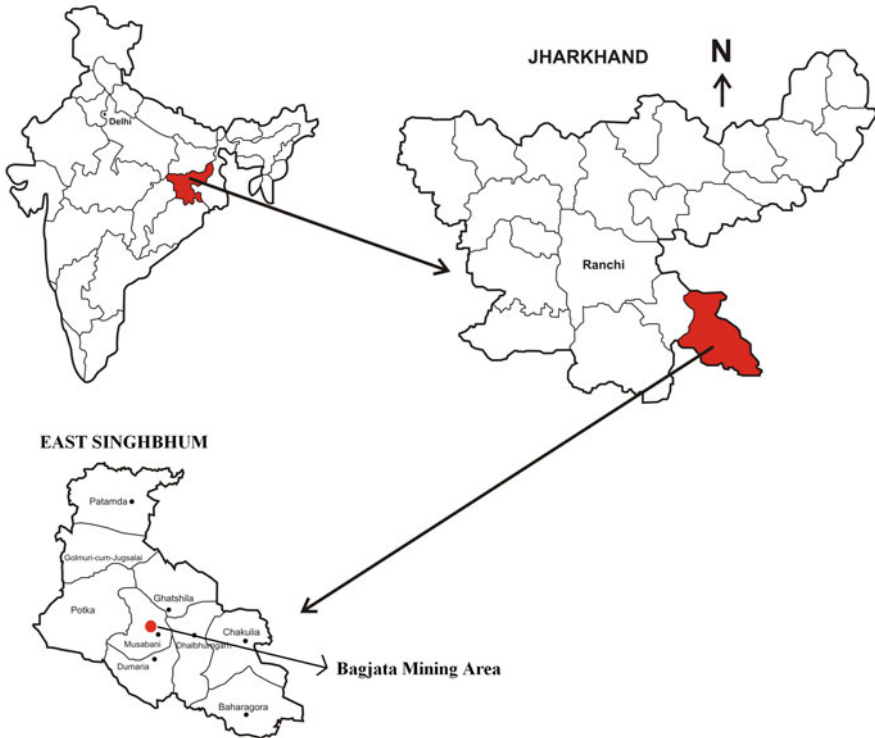 Delhi
JHARKHAND
N
Ranchi
EAST SINGHBHUM
Patamda
Golmuri-cum-Jugsalai
Ghatshila
Potka
Chakulia
Musabani
Dhalbhumgarh
Dumaria
Bagjata Mining Area
Baharagora